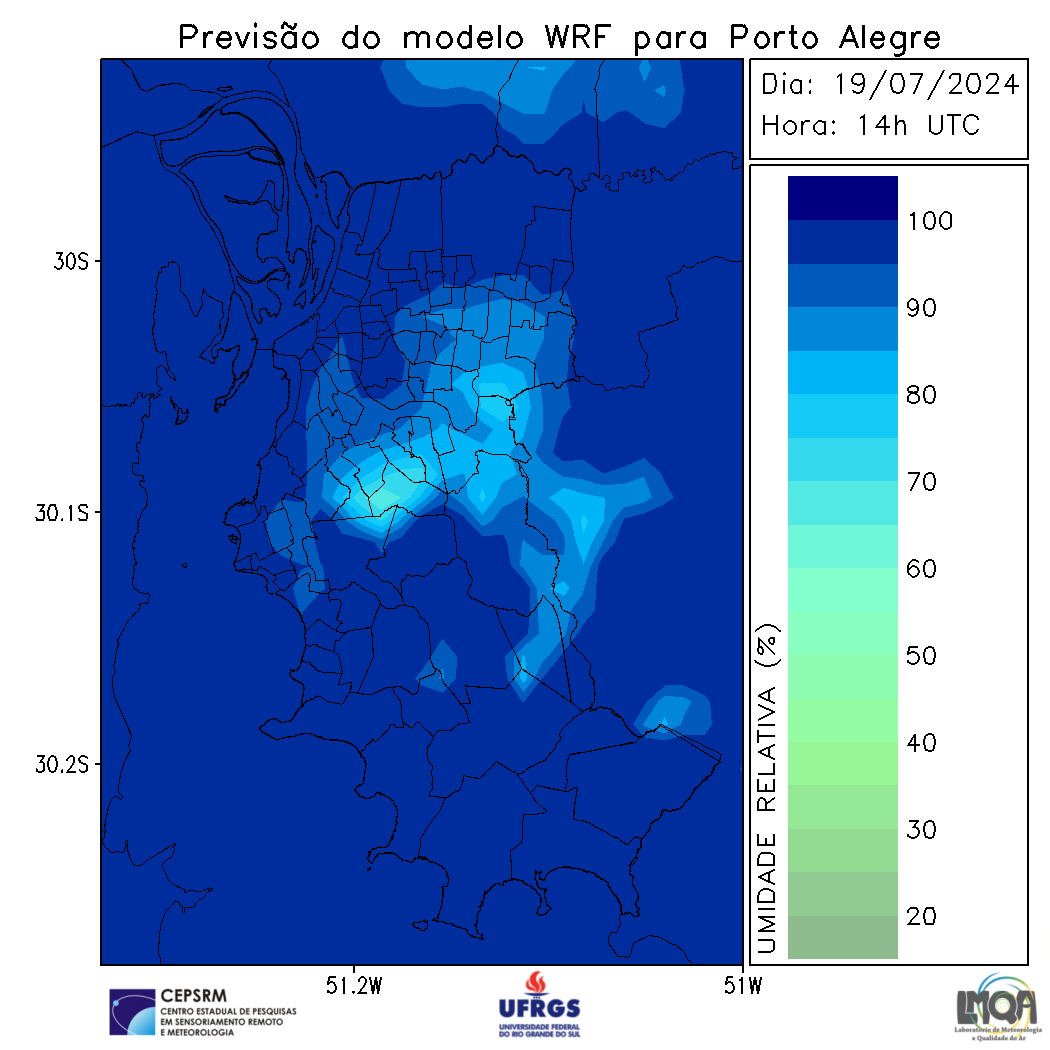 Previsão do modelo WRF para Porto Alegre
Dia: 19/07/2024
Hora: 14h UTC
30S
30.1S
30.2S
51.2W
51W
UMIDADE RELATIVA (%)
100
90
80
70
60
50
40
30
20
CEPSRM
CENTRO ESTADUAL DE PESQUISAS
EM SENSORIAMENTO REMOTO
E METEOROLOGIA
UFRGS
UNIVERSIDADE FEDERAL
DO RIO GRANDE DO SUL
LMQA
Laboratório de Meteorologia
e Qualidade do Ar